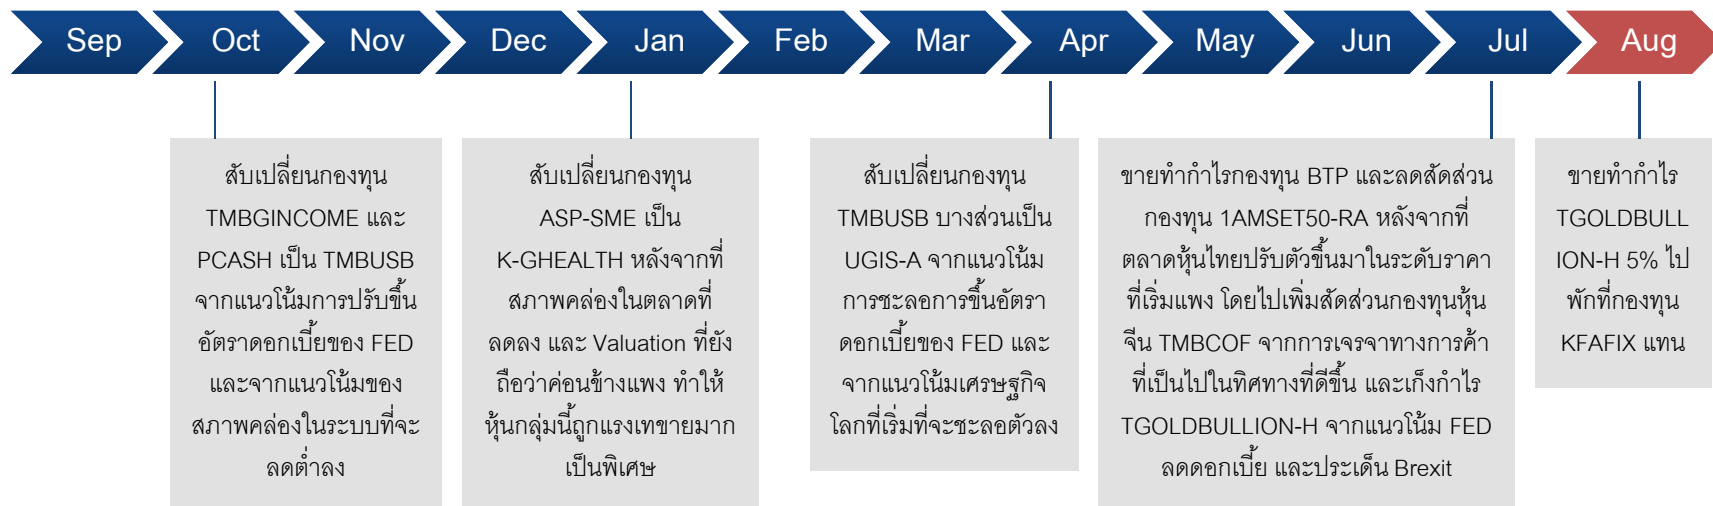 Sep Oct Nov Dec Jan Feb Mar Apr May Jun Jul Aug
สับเปลี่ยนกองทุน
TMBGINCOME และ
PCASH เป็น TMBUSB
จากแนวโน้มการปรับขึ้น
อัตราดอกเบี้ยของ FED
และจากแนวโน้มของ
สภาพคล่องในระบบที่จะ
ลดต่ำลง
สับเปลี่ยนกองทุน
ASP-SME เป็น
K-GHEALTH หลังจากที่
สภาพคล่องในตลาดที่
ลดลง และ Valuation ที่ยัง
ถือว่าค่อนข้างแพง ทำให้
หุ้นกลุ่มนี้ถูกแรงเทขายมาก
เป็นพิเศษ
สับเปลี่ยนกองทุน
TMBUSB บางส่วนเป็น
UGIS-A จากแนวโน้ม
การชะลอการขึ้นอัตรา
ดอกเบี้ยของ FED และ
จากแนวโน้มเศรษฐกิจ
โลกที่เริ่มที่จะชะลอตัวลง
ขายทำกำไรกองทุน BTP และลดสัดส่วน
กองทุน 1AMSET50-RA หลังจากที่
ตลาดหุ้นไทยปรับตัวขึ้นมาในระดับราคา
ที่เริ่มแพง โดยไปเพิ่มสัดส่วนกองทุนหุ้น
จีน TMBCOF จากการเจรจาทางการค้า
ที่เป็นไปในทิศทางที่ดีขึ้น และเก็งกำไร
TGOLDBULLION-H จากแนวโน้ม FED
ลดดอกเบี้ย และประเด็น Brexit
ขายทำกำไร
TGOLDBULL
ION-H 5% ไป
พักที่กองทุน
KFAFIX แทน